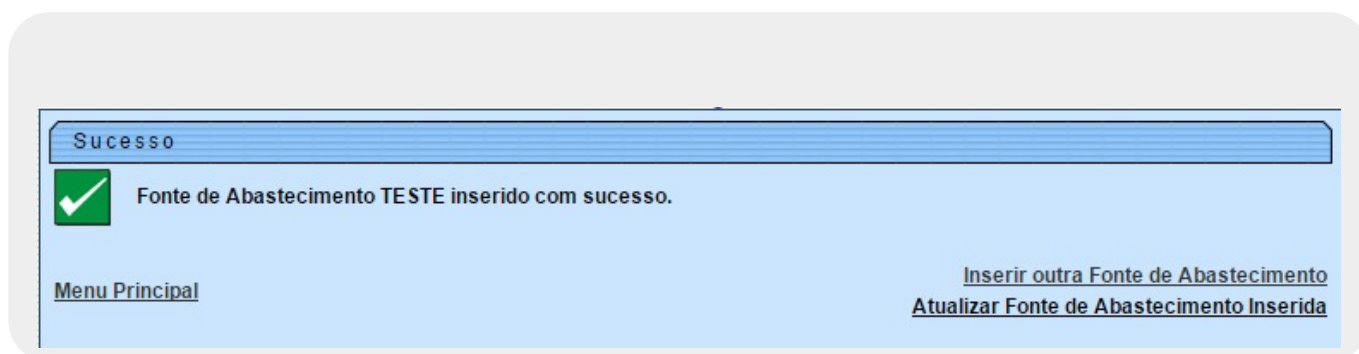 Sucesso
Fonte de Abastecimento TESTE inserido com sucesso.
Menu Principal
Inserir outra Fonte de Abastecimento
Atualizar Fonte de Abastecimento Inserida